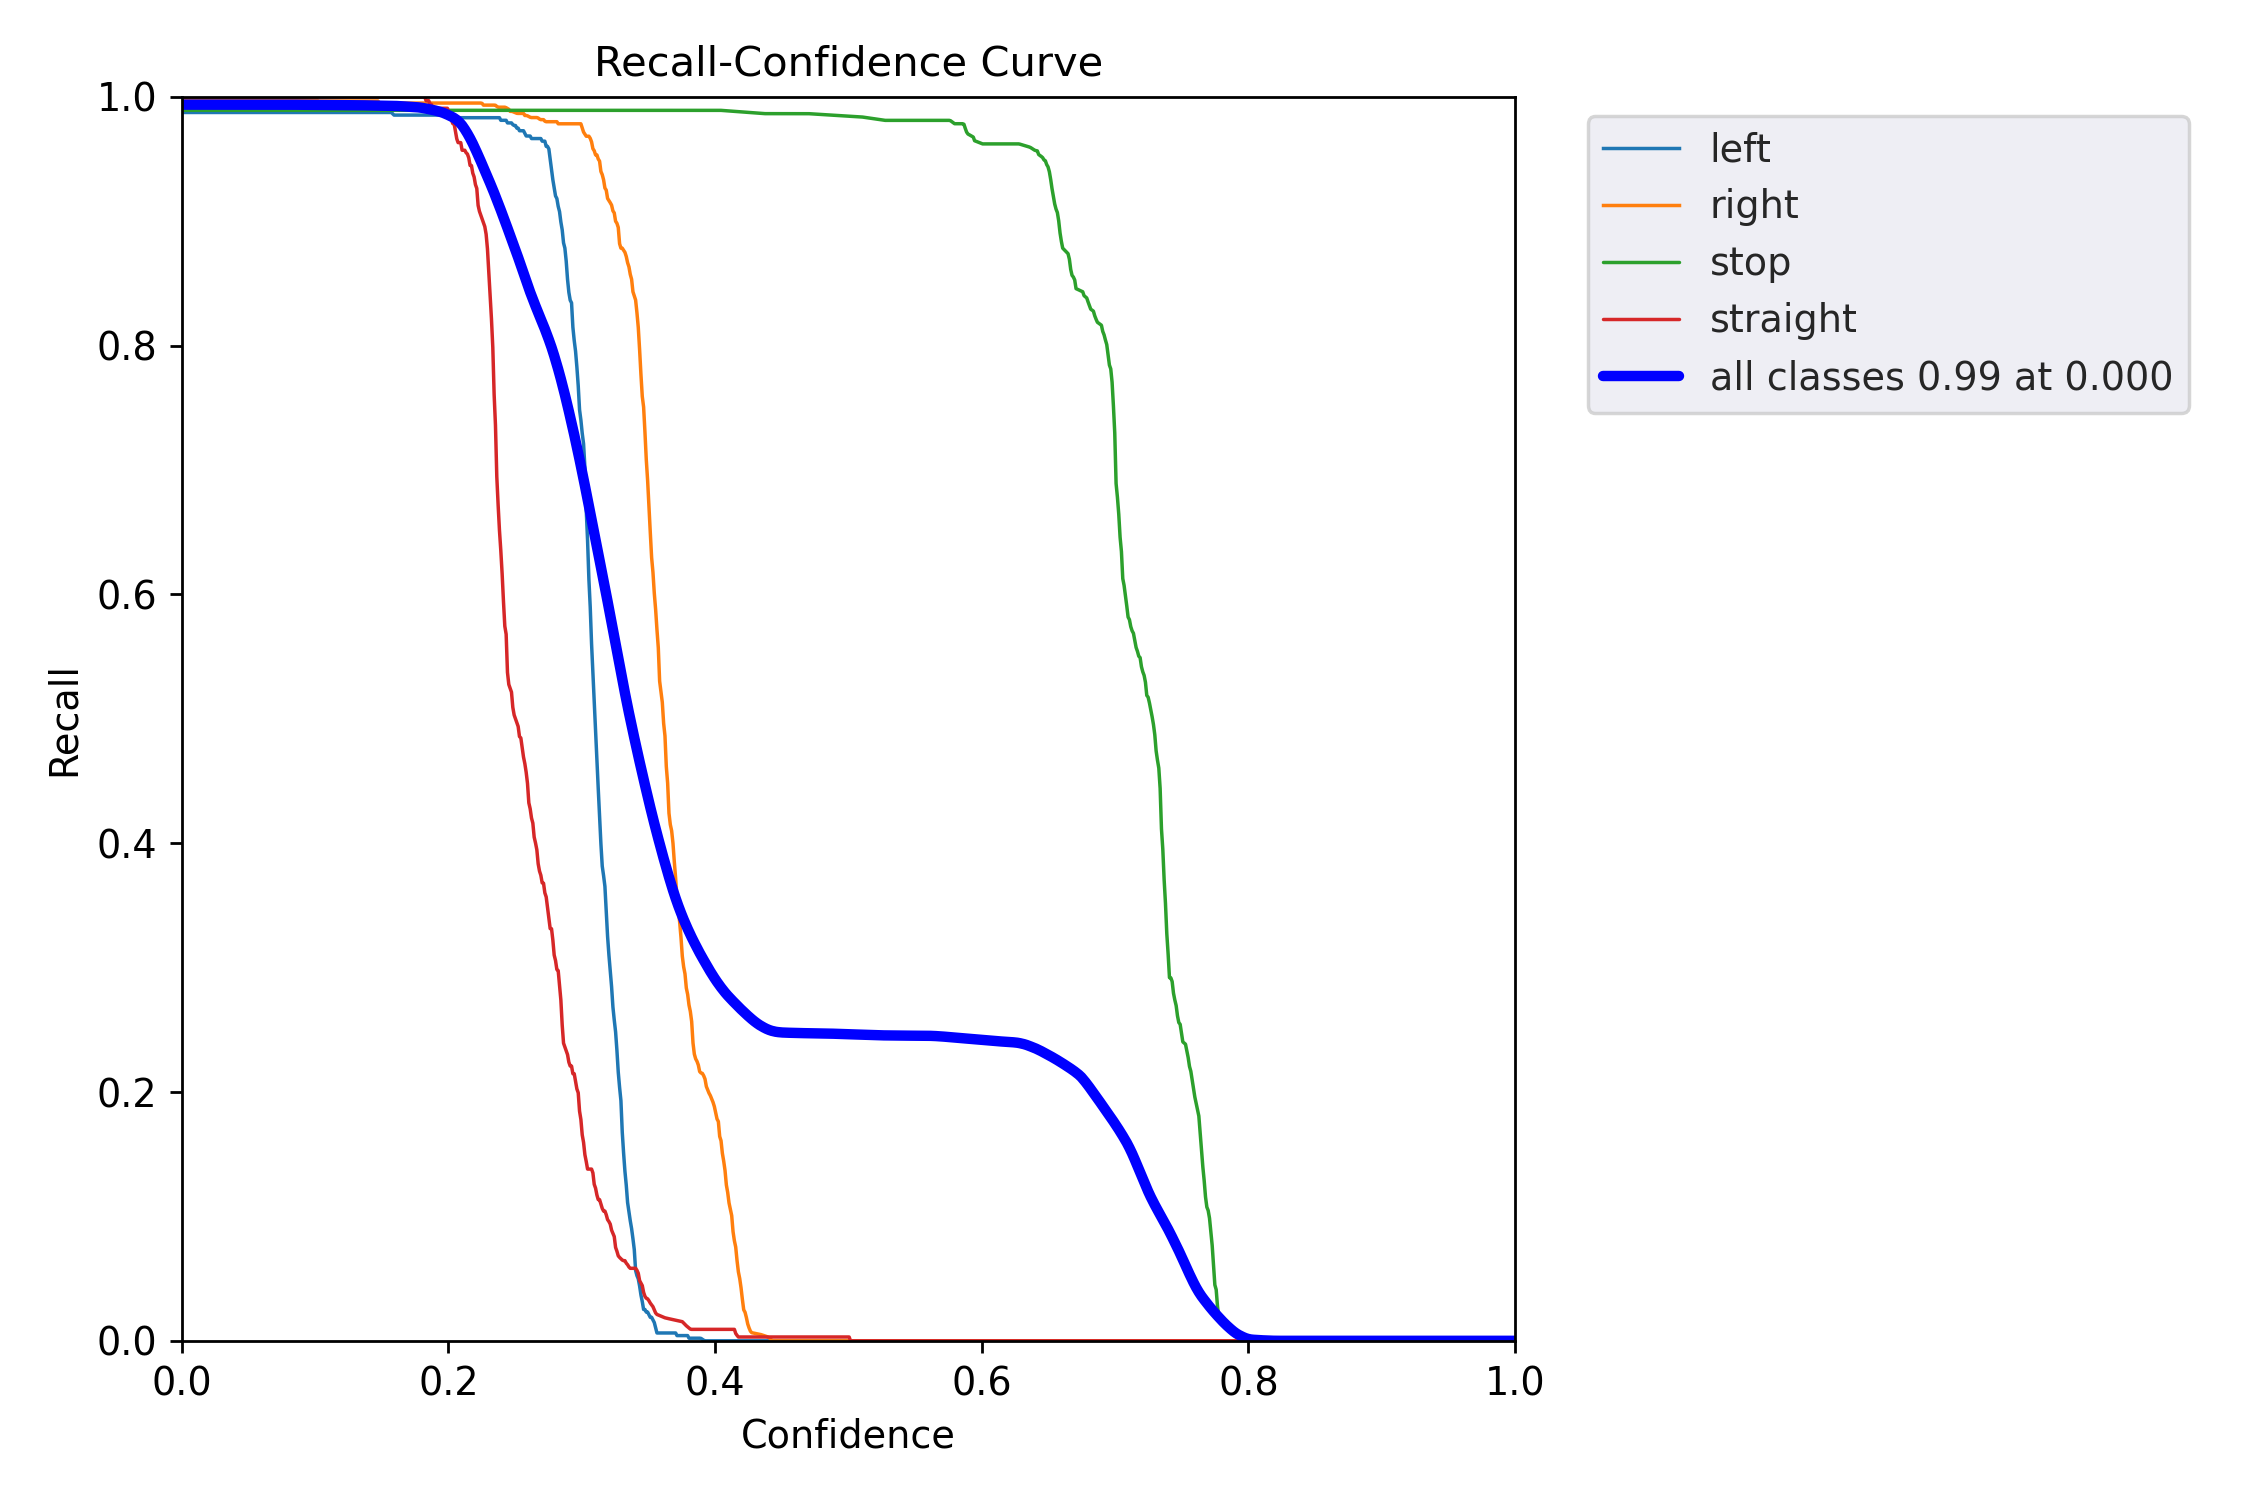 Recall-Confidence Curve
1.0
0.8
0.6
0.4
0.2
0.0
Recall
0.0 0.2 0.4 0.6 0.8 1.0
Confidence
left
right
stop
straight
all classes 0.99 at 0.000